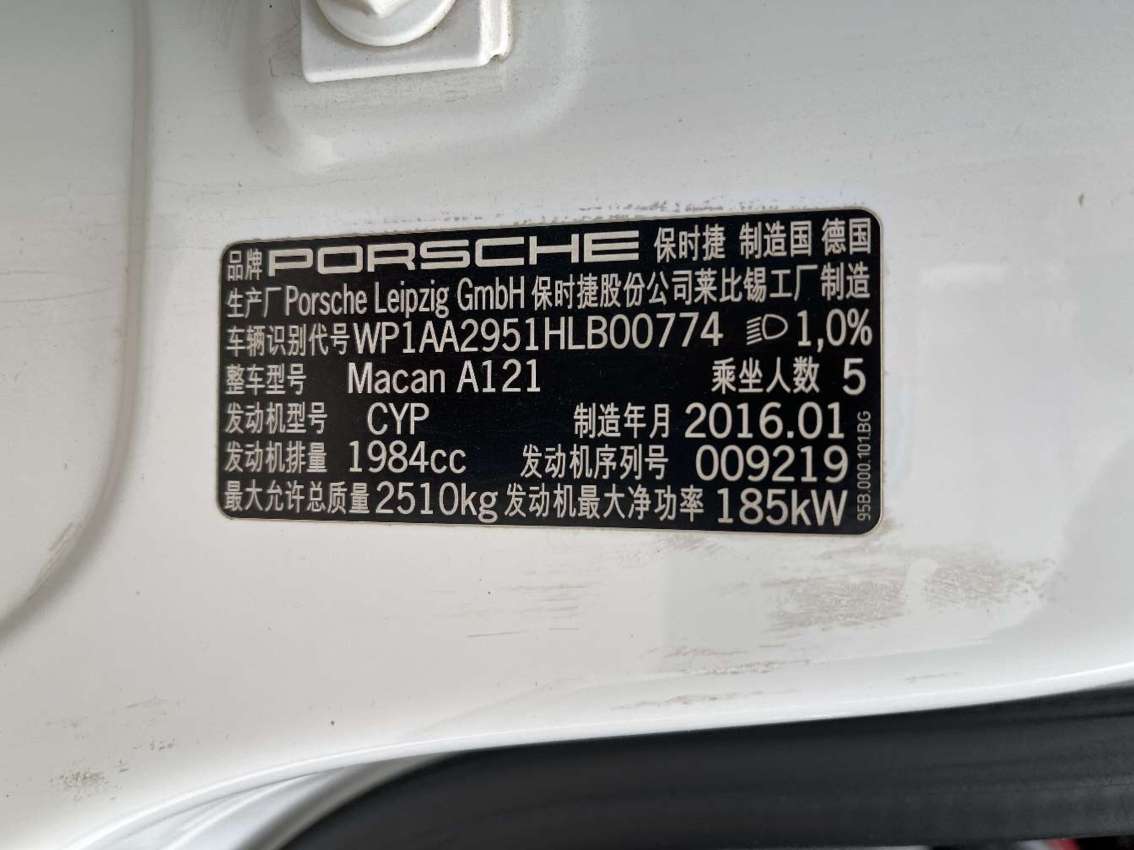 品牌 PORSCHE 保时捷 制造国 德国
生产厂 Porsche Leipzig GmbH 保时捷股份公司莱比锡工厂制造
车辆识别代号 WP1AA2951HLB00774 1,0%
整车型号 Macan A121 乘坐人数 5
发动机型号 CYP 制造年月 2016.01
发动机排量 1984cc 发动机序列号 009219
最大允许总质量 2510kg 发动机最大净功率 185kW
95B.000.101.BG